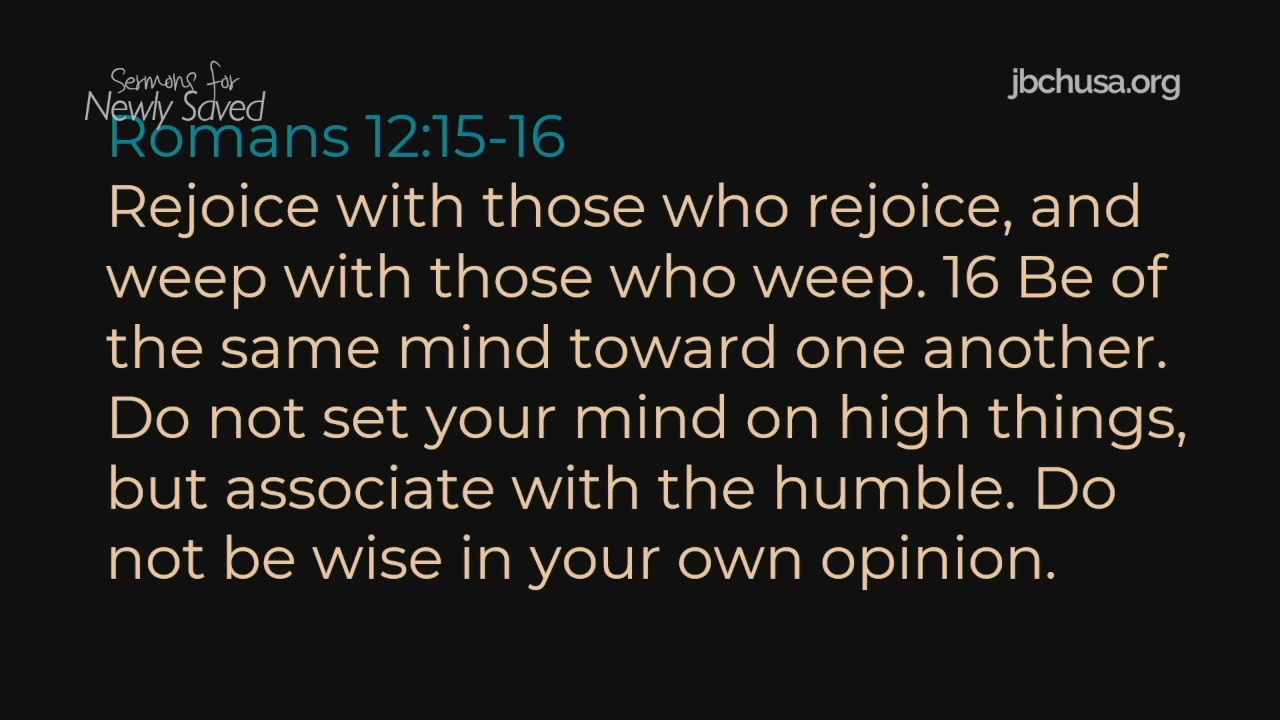 Sermons for
Newly Saved
jbchusa.org
Romans 12:15-16
Rejoice with those who rejoice, and
weep with those who weep. 16 Be of
the same mind toward one another.
Do not set your mind on high things,
but associate with the humble. Do
not be wise in your own opinion.